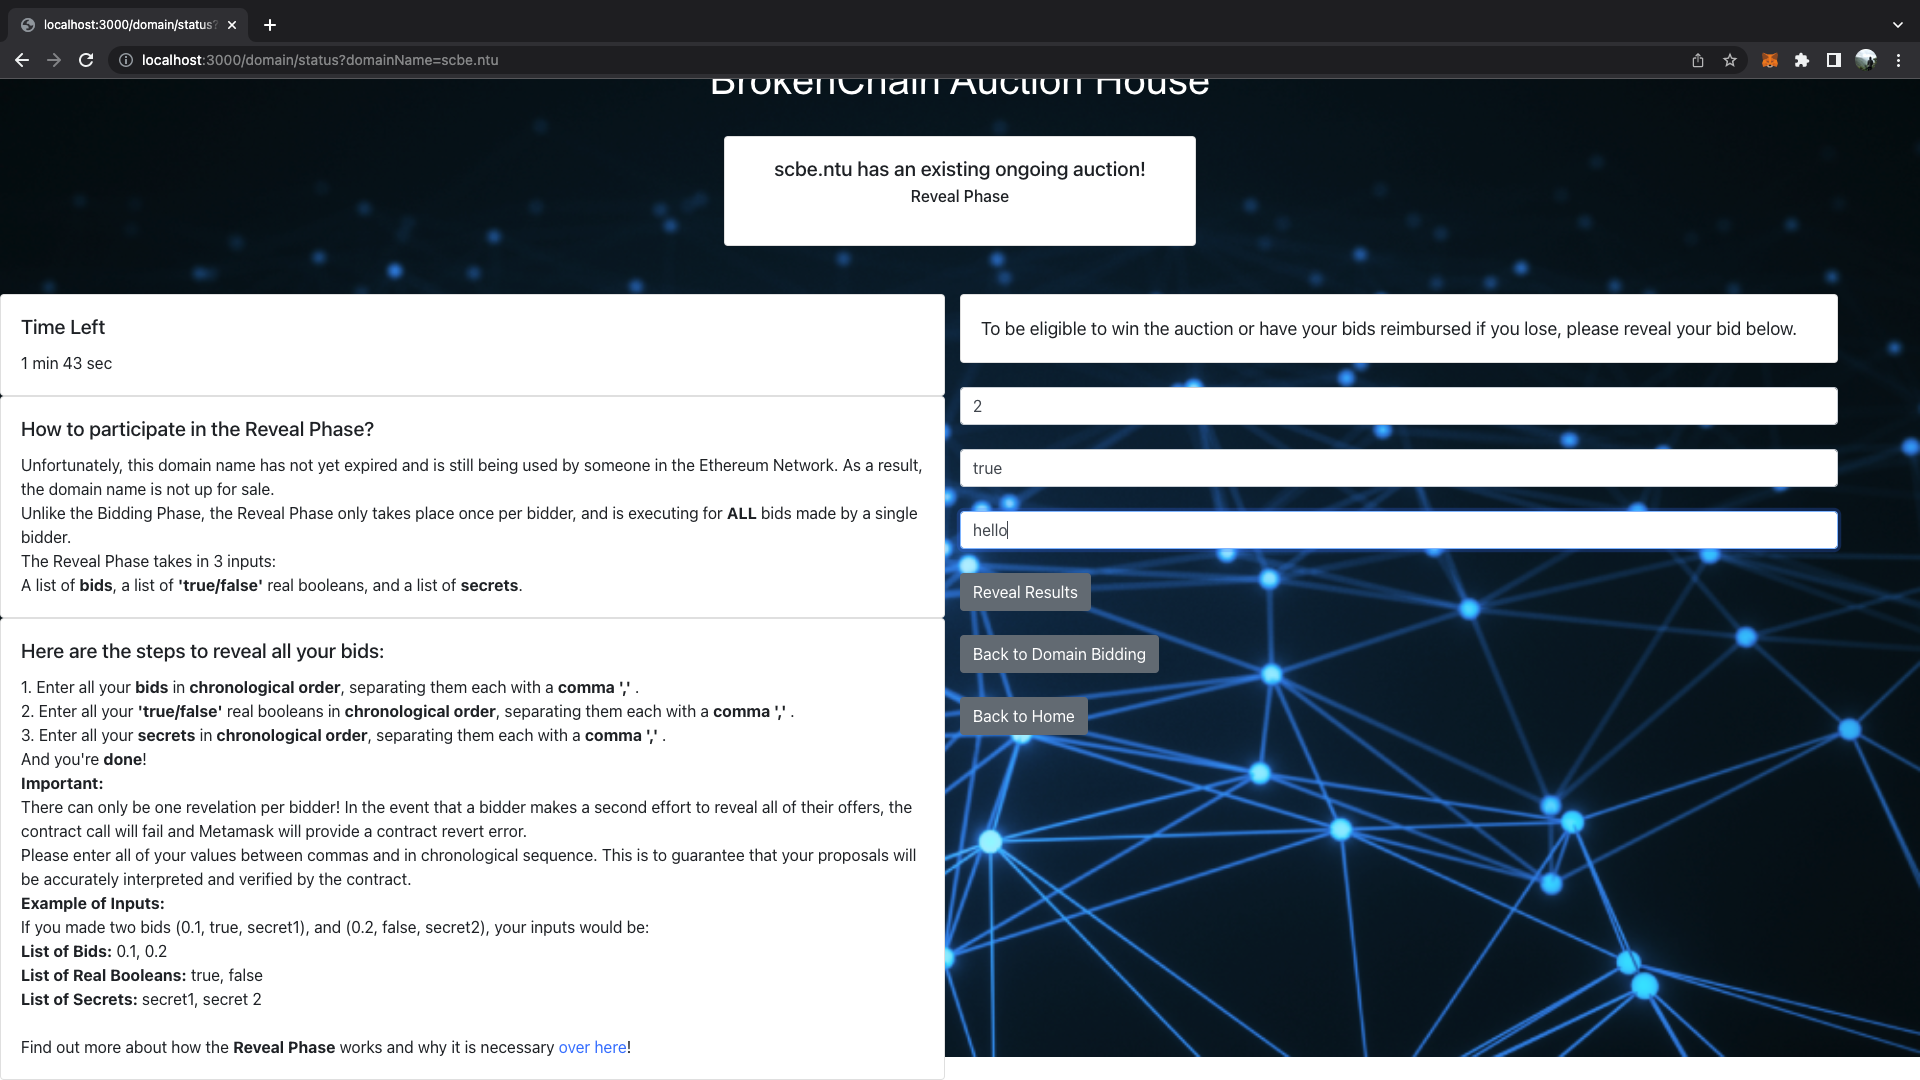 localhost:3000/domain/status?
localhost:3000/domain/status?domainName=scbe.ntu
BrokenChain Auction House
scbe.ntu has an existing ongoing auction!
Reveal Phase
Time Left
1 min 43 sec
How to participate in the Reveal Phase?
Unfortunately, this domain name has not yet expired and is still being used by someone in the Ethereum Network. As a result,
the domain name is not up for sale.
Unlike the Bidding Phase, the Reveal Phase only takes place once per bidder, and is executing for ALL bids made by a single
bidder.
The Reveal Phase takes in 3 inputs:
A list of bids, a list of 'true/false' real booleans, and a list of secrets.
Here are the steps to reveal all your bids:
1. Enter all your bids in chronological order, separating them each with a comma ',' .
2. Enter all your 'true/false' real booleans in chronological order, separating them each with a comma ',' .
3. Enter all your secrets in chronological order, separating them each with a comma ',' .
And you're done!
Important:
There can only be one revelation per bidder! In the event that a bidder makes a second effort to reveal all of their offers, the
contract call will fail and Metamask will provide a contract revert error.
Please enter all of your values between commas and in chronological sequence. This is to guarantee that your proposals will
be accurately interpreted and verified by the contract.
Example of Inputs:
If you made two bids (0.1, true, secret1), and (0.2, false, secret2), your inputs would be:
List of Bids: 0.1, 0.2
List of Real Booleans: true, false
List of Secrets: secret1, secret 2
Find out more about how the Reveal Phase works and why it is necessary over here!
To be eligible to win the auction or have your bids reimbursed if you lose, please reveal your bid below.
2
true
hello
Reveal Results
Back to Domain Bidding
Back to Home